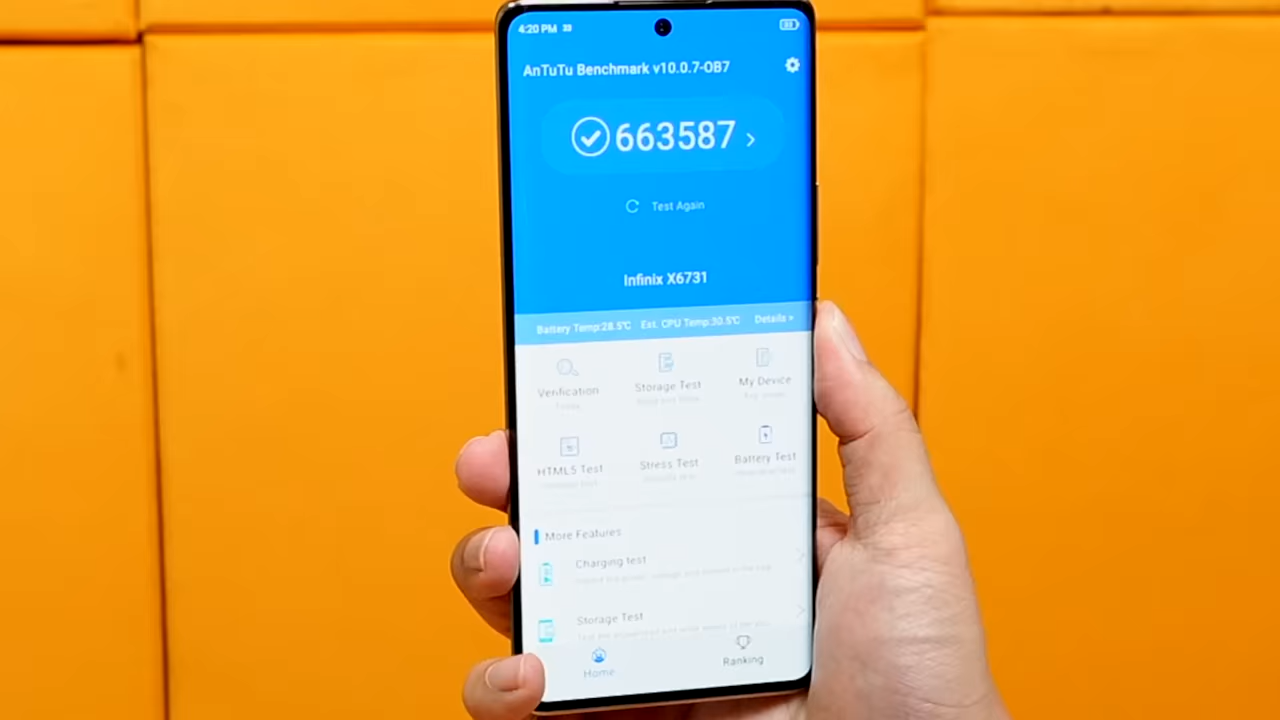 4:20 PM
AnTuTu Benchmark v10.0.7-OB7
663587
Test Again
Infinix X6731
Battery Temp:28.5℃ Est. CPU Temp:30.5℃ Details >
Verification Storage Test My Device
HTML5 Test Stress Test Battery Test
More Features
Charging test
Storage Test
Home Ranking